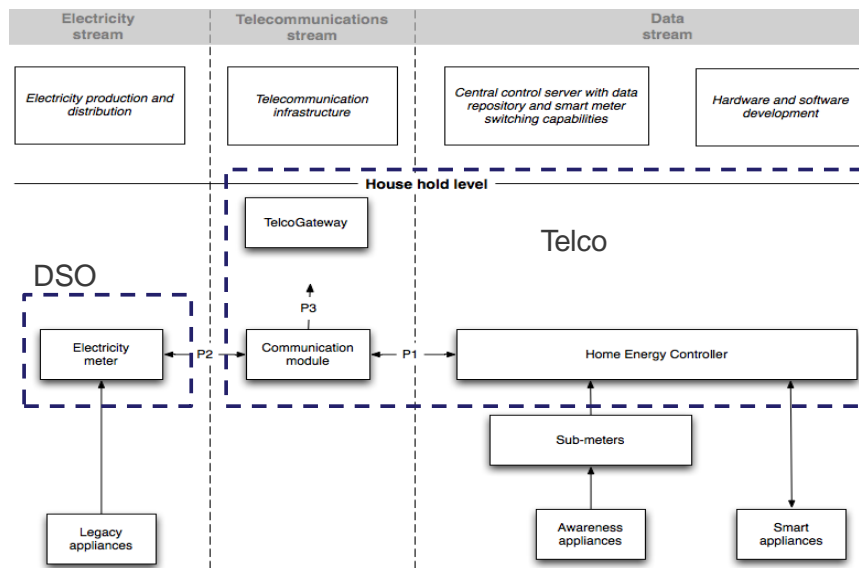 Electricity
stream
Telecommunications
stream
Data
stream
Electricity production and
distribution
Telecommunication
infrastructure
Central control server with data
repository and smart meter
switching capabilities
Hardware and software
development
House hold level
TelcoGateway
Telco
DSO
P3
Electricity
meter
P2
Communication
module
P1
Home Energy Controller
Sub-meters
Legacy
appliances
Awareness
appliances
Smart
appliances